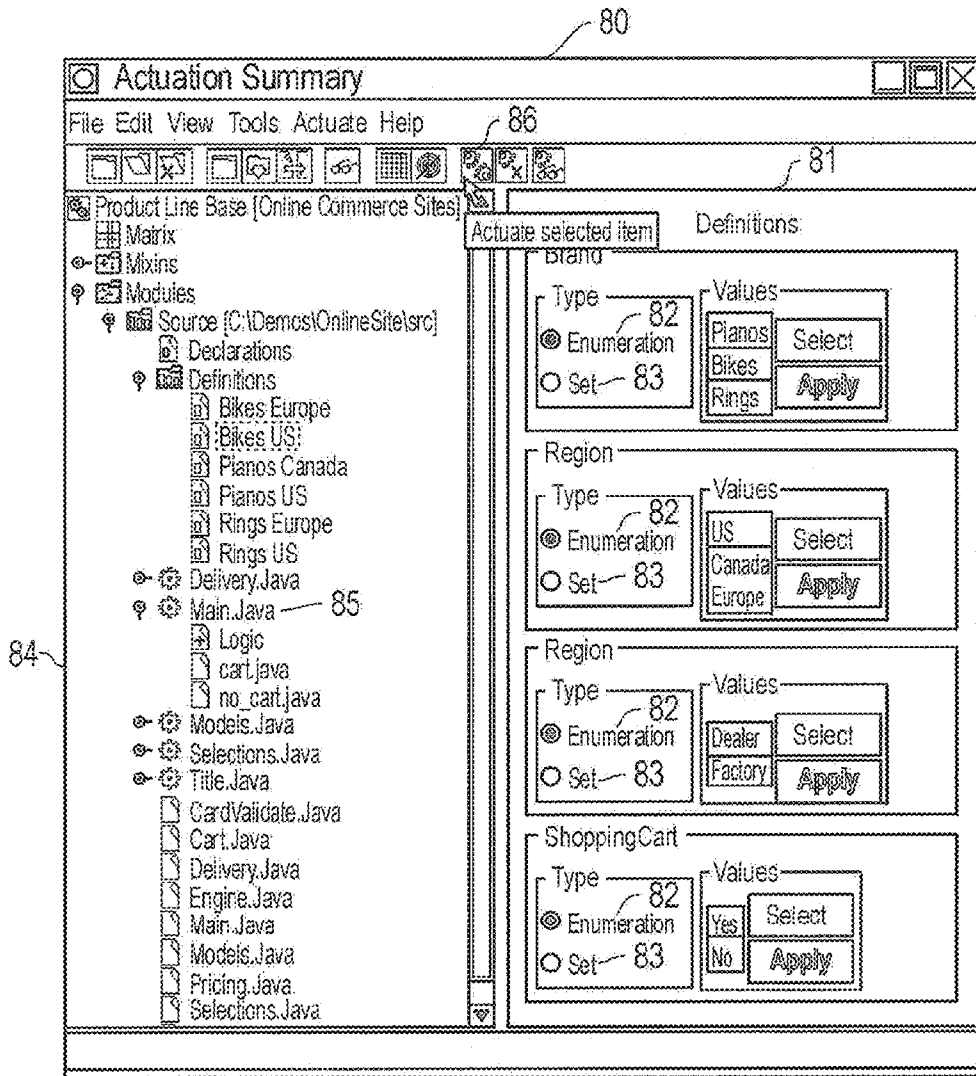 80
Actuation Summary
File Edit View Tools Actuate Help
86
81
Product Line Base [Online Commerce Sites]
Matrix
Mixins
Modules
Source [C:\Demos\OnlineSite\src]
Declarations
Definitions
Bikes Europe
Bikes US
Pianos Canada
Pianos US
Rings Europe
Rings US
Delivery.Java
Main.Java
85
Logic
cart.java
no_cart.java
Models.Java
Selections.Java
Title.Java
CardValidate.Java
Cart.Java
Delivery.Java
Engine.Java
Main.Java
Models.Java
Pricing.Java
Selections.Java
84
Actuate selected item
Definitions
Brand
Type
Enumeration
82
Set
83
Values
Pianos
Bikes
Rings
Select
Apply
Region
Type
Enumeration
82
Set
83
Values
US
Canada
Europe
Select
Apply
Region
Type
Enumeration
82
Set
83
Values
Dealer
Factory
Select
Apply
ShoppingCart
Type
Enumeration
82
Set
83
Values
Yes
No
Select
Apply